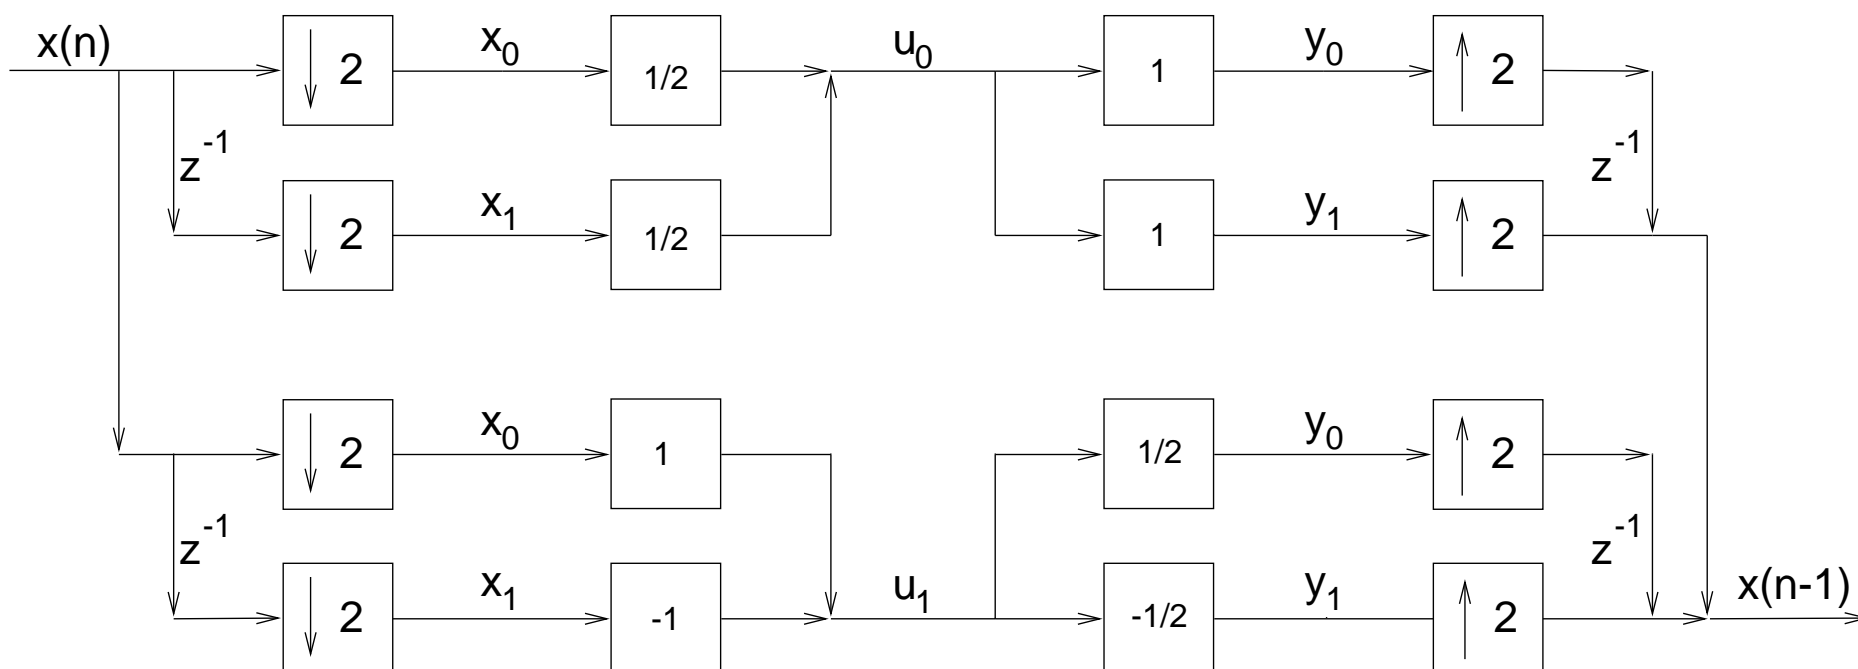 x(n) 2 x₀ 1/2 u₀ 1 y₀ 2
z⁻¹ z⁻¹
2 x₁ 1/2 1 y₁ 2
2 x₀ 1 1/2 y₀ 2
z⁻¹ z⁻¹
2 x₁ -1 u₁ -1/2 y₁ 2 x(n-1)